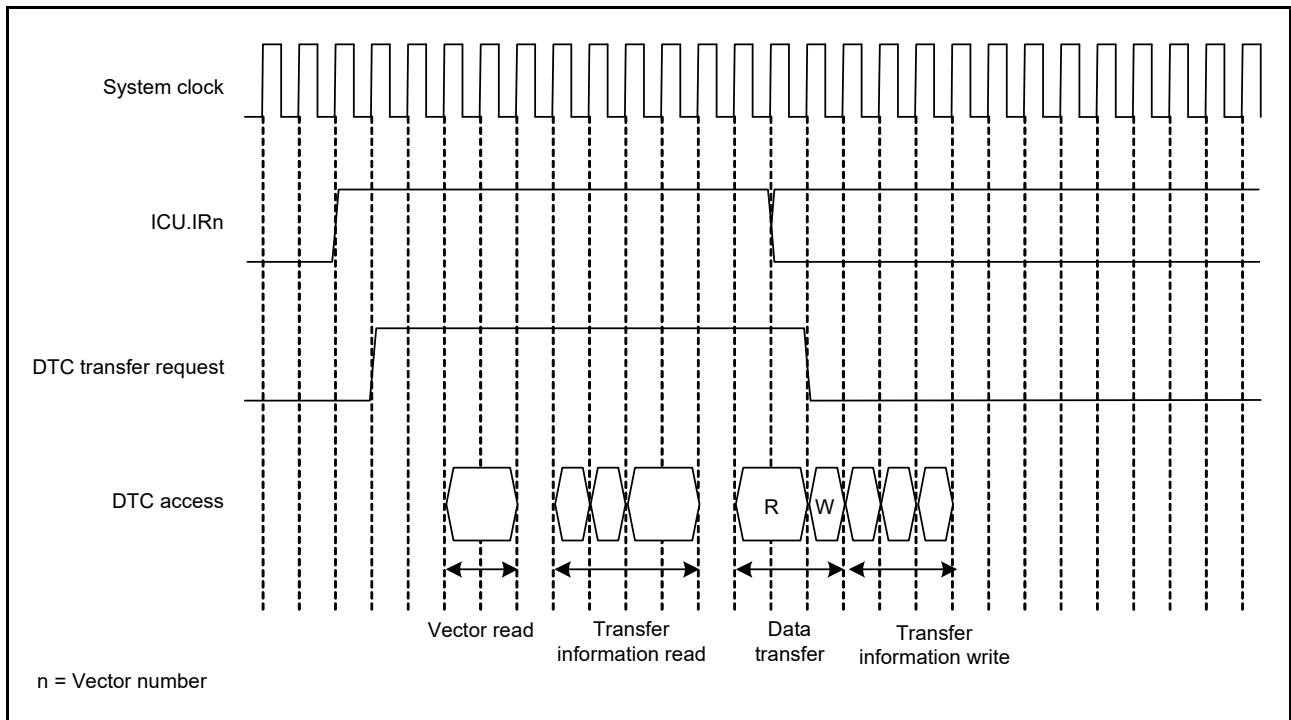 System clock
ICU.IRn
DTC transfer request
DTC access
R
W
Vector read
Transfer
information read
Data
transfer
Transfer
information write
n = Vector number